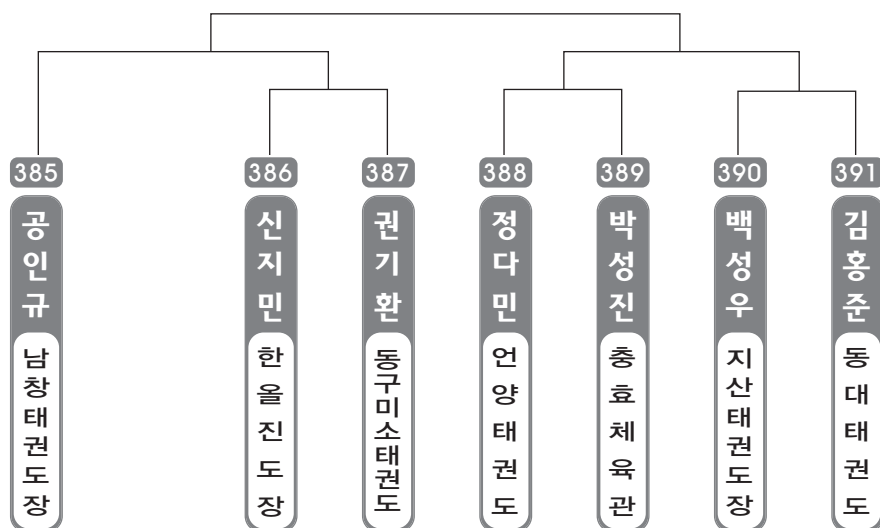 385
공인규
남창태권도장
386
신지민
한올진도장
387
권기환
동구미소태권도
388
정다민
언양태권도
389
박성진
충효체육관
390
백성우
지산태권도장
391
김홍준
동대태권도